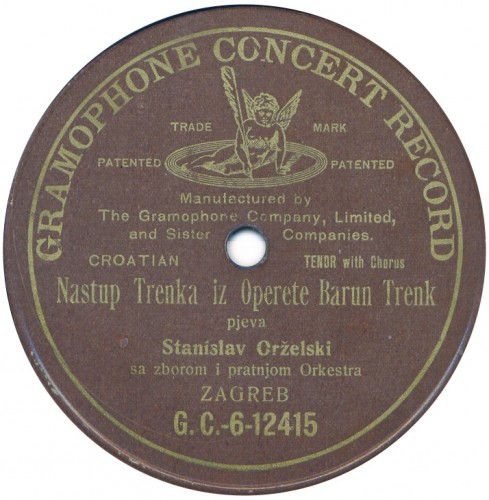 GRAMOPHONE CONCERT RECORD
TRADE MARK
PATENTED PATENTED
Manufactured by
The Gramophone Company, Limited,
and Sister Companies.
CROATIAN TENOR with Chorus
Nastup Trenka iz Operete Barun Trenk
pjeva
Stanislav Orželski
sa zborom i pratnjom Orkestra
ZAGREB
G.C.-6-12415